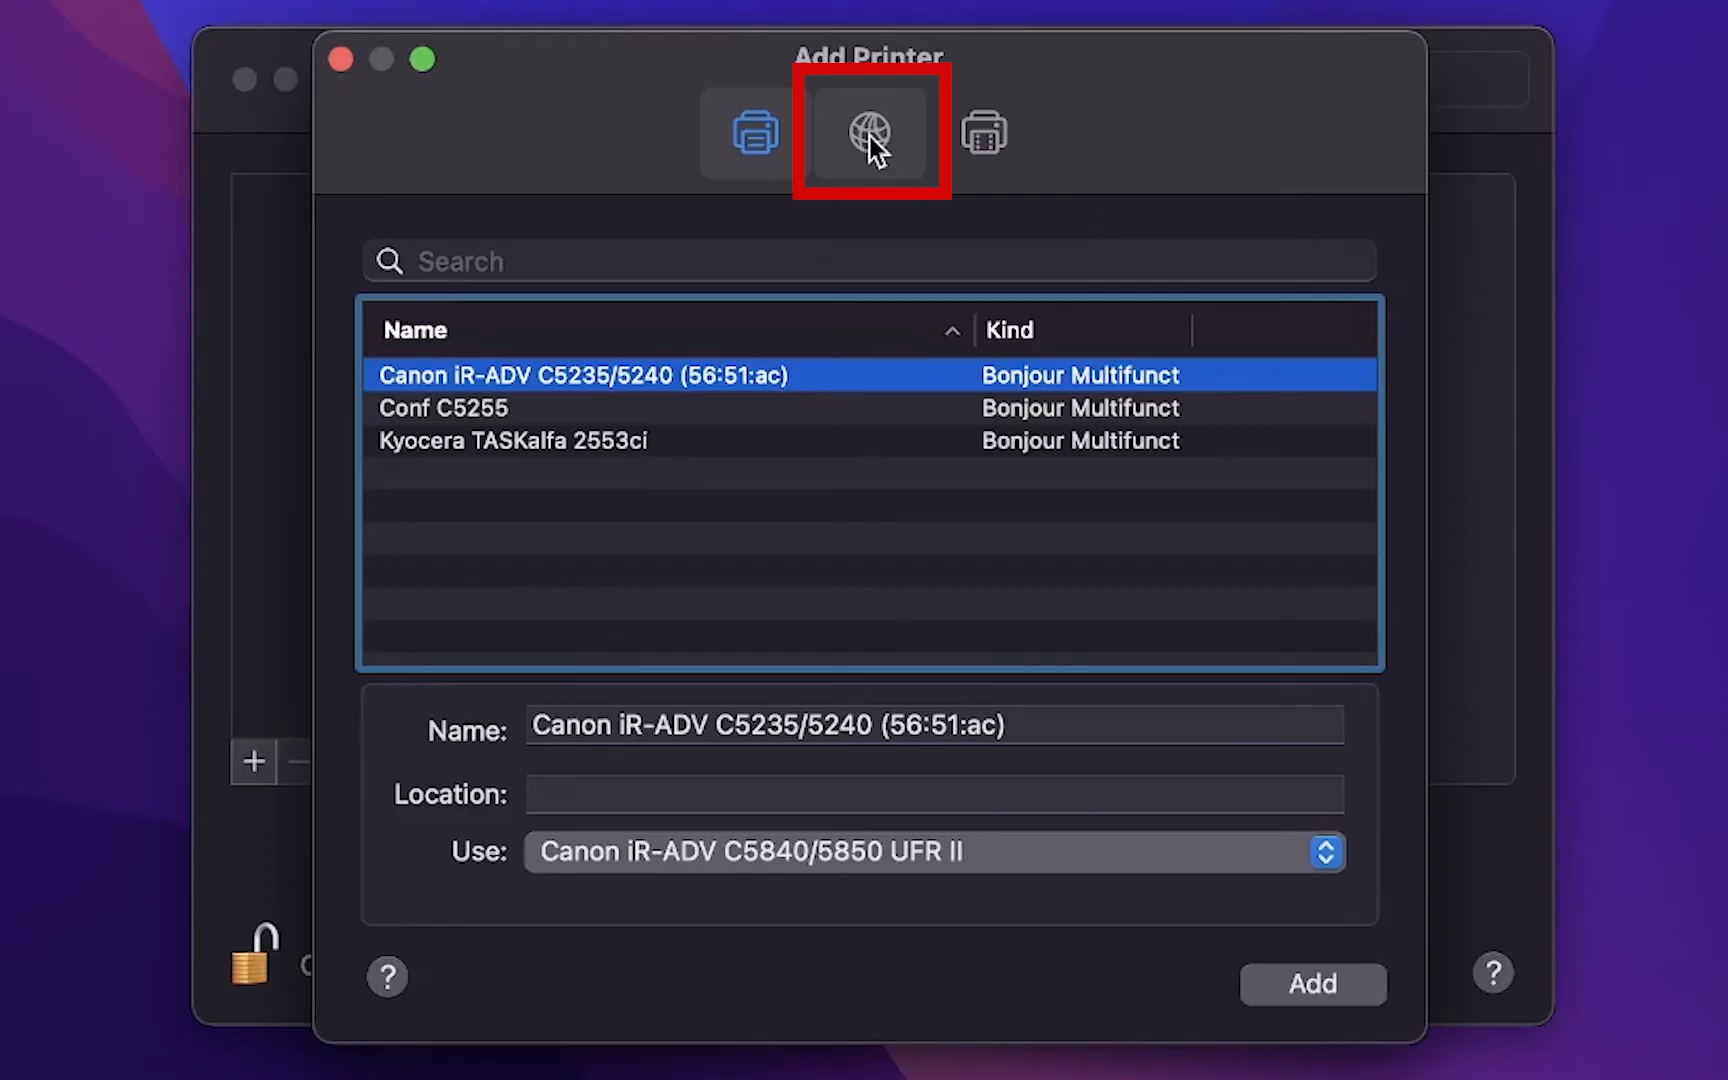 Add Printer
Search
Name Kind
Canon iR-ADV C5235/5240 (56:51:ac) Bonjour Multifunct
Conf C5255 Bonjour Multifunct
Kyocera TASKalfa 2553ci Bonjour Multifunct
Name: Canon iR-ADV C5235/5240 (56:51:ac)
Location:
Use: Canon iR-ADV C5840/5850 UFR II
? Add ?